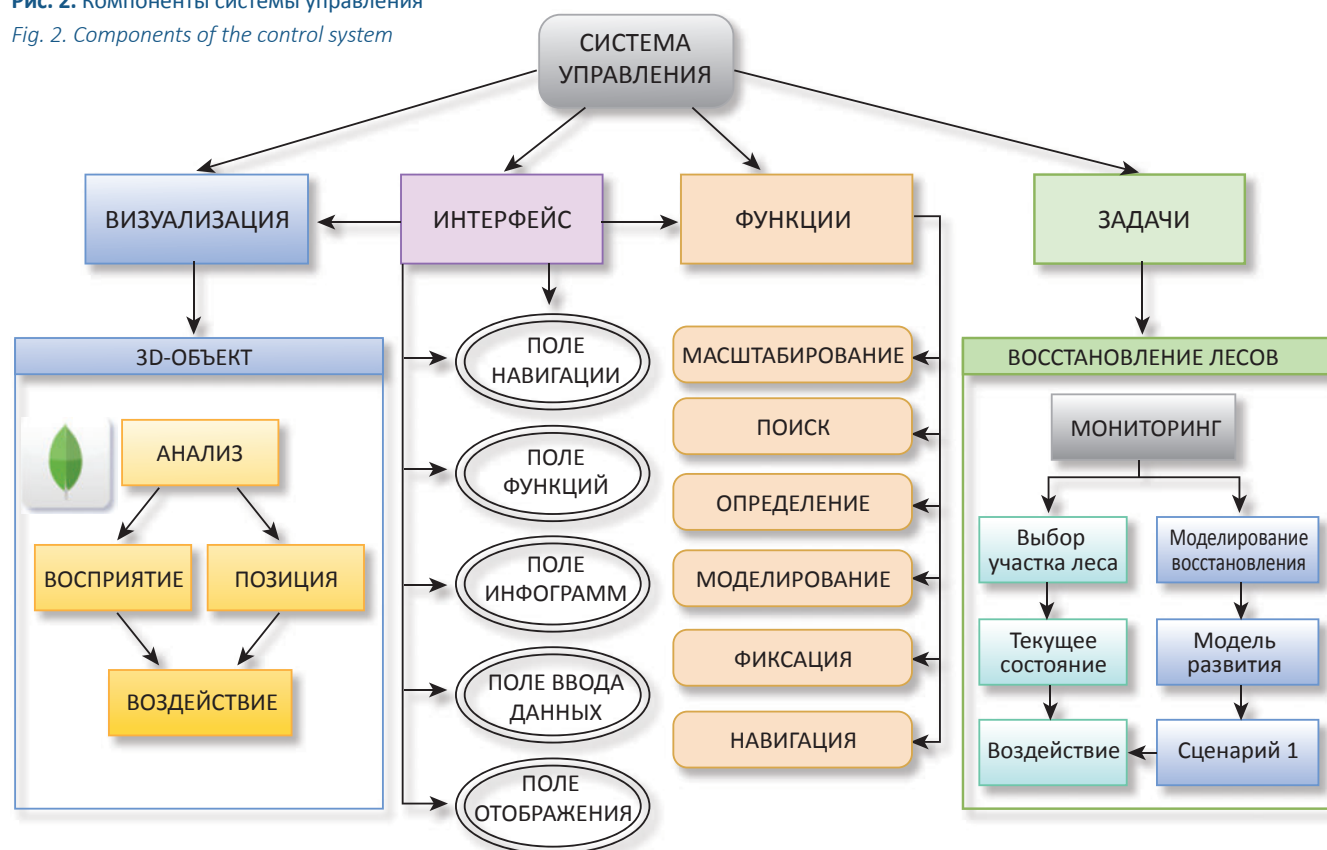 Рис. 2. Компоненты системы управления
Fig. 2. Components of the control system
СИСТЕМА
УПРАВЛЕНИЯ
ВИЗУАЛИЗАЦИЯ
ИНТЕРФЕЙС
ФУНКЦИИ
ЗАДАЧИ
3D-ОБЪЕКТ
АНАЛИЗ
ВОСПРИЯТИЕ
ПОЗИЦИЯ
ВОЗДЕЙСТВИЕ
ПОЛЕ
НАВИГАЦИИ
ПОЛЕ
ФУНКЦИЙ
ПОЛЕ
ИНФОГРАММ
ПОЛЕ ВВОДА
ДАННЫХ
ПОЛЕ
ОТОБРАЖЕНИЯ
МАСШТАБИРОВАНИЕ
ПОИСК
ОПРЕДЕЛЕНИЕ
МОДЕЛИРОВАНИЕ
ФИКСАЦИЯ
НАВИГАЦИЯ
ВОССТАНОВЛЕНИЕ ЛЕСОВ
МОНИТОРИНГ
Выбор
участка леса
Текущее
состояние
Воздействие
Моделирование
восстановления
Модель
развития
Сценарий 1